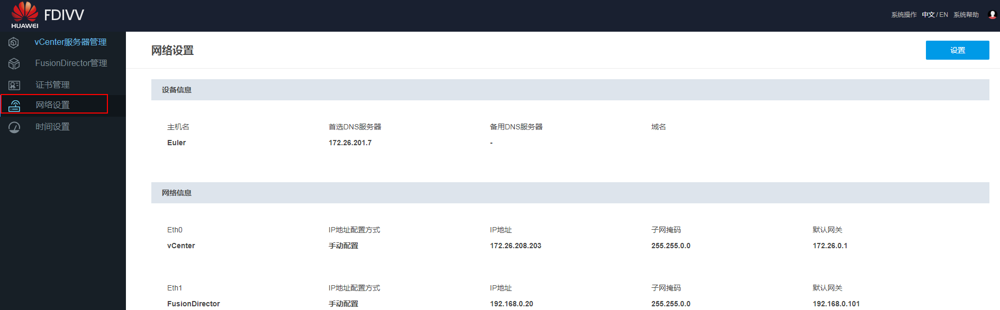 HUAWEI
FDIVV
系统操作 中文 / EN 系统帮助
vCenter服务器管理
FusionDirector管理
证书管理
网络设置
时间设置
网络设置
设置
设备信息
主机名 首选DNS服务器 备用DNS服务器 域名
Euler 172.26.201.7 -
网络信息
Eth0 IP地址配置方式 IP地址 子网掩码 默认网关
vCenter 手动配置 172.26.208.203 255.255.0.0 172.26.0.1
Eth1 IP地址配置方式 IP地址 子网掩码 默认网关
FusionDirector 手动配置 192.168.0.20 255.255.0.0 192.168.0.101